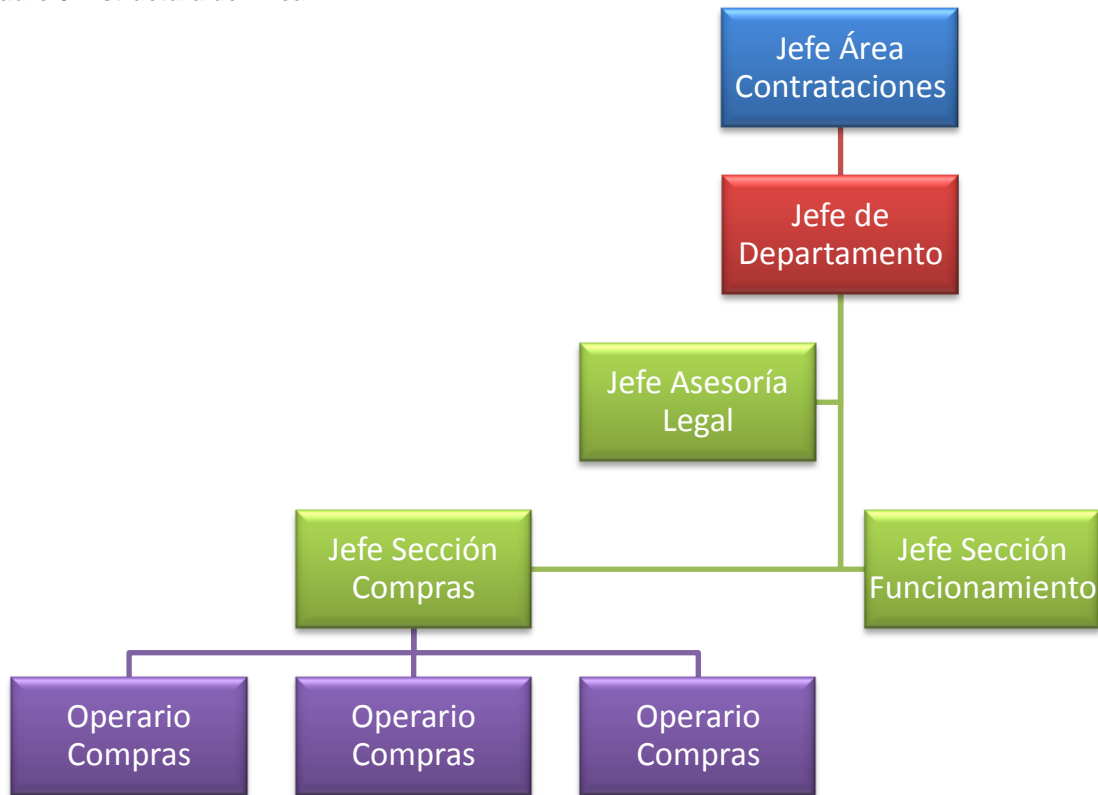 Jefe Área
Contrataciones
Jefe de
Departamento
Jefe Asesoría
Legal
Jefe Sección
Compras
Jefe Sección
Funcionamiento
Operario
Compras
Operario
Compras
Operario
Compras